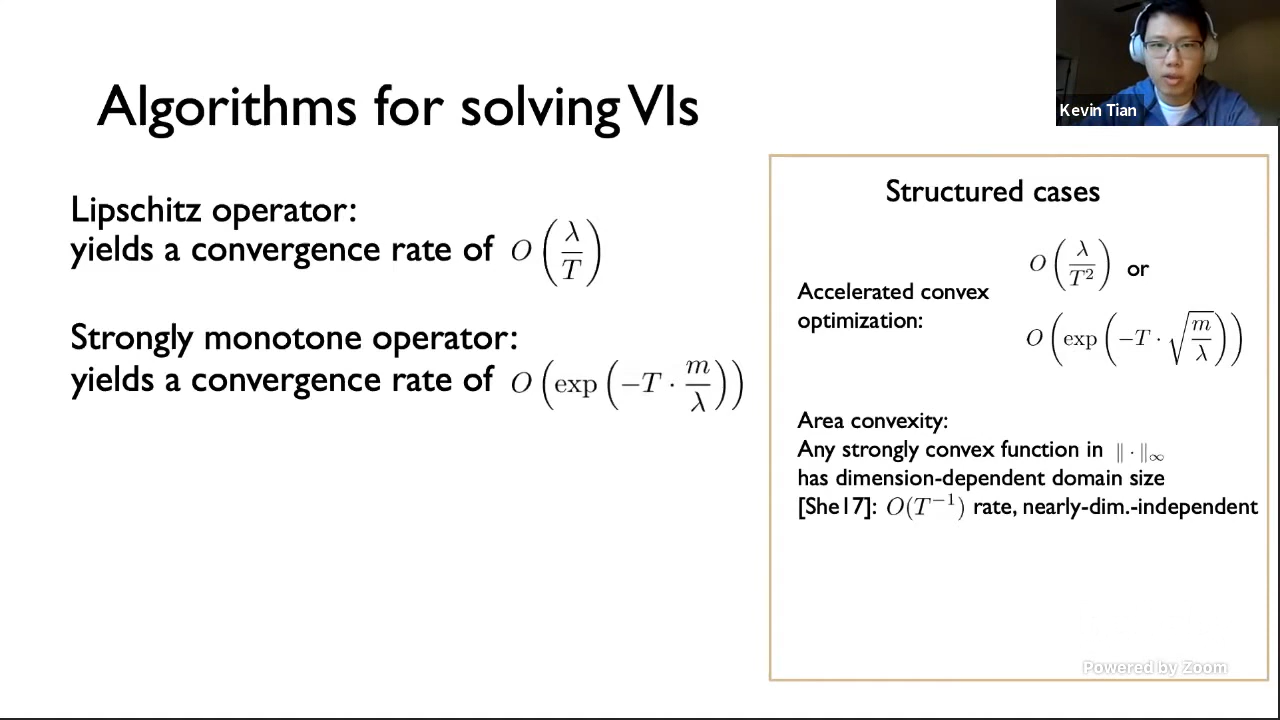 Algorithms for solving VIs
Kevin Tian
Lipschitz operator:
yields a convergence rate of O(λ/T)
Strongly monotone operator:
yields a convergence rate of O(exp(−T · m/λ))
Structured cases
Accelerated convex
optimization:
O(λ/T²) or
O(exp(−T · √(m/λ)))
Area convexity:
Any strongly convex function in ‖ · ‖∞
has dimension-dependent domain size
[She17]: O(T⁻¹) rate, nearly-dim.-independent
Powered by Zoom